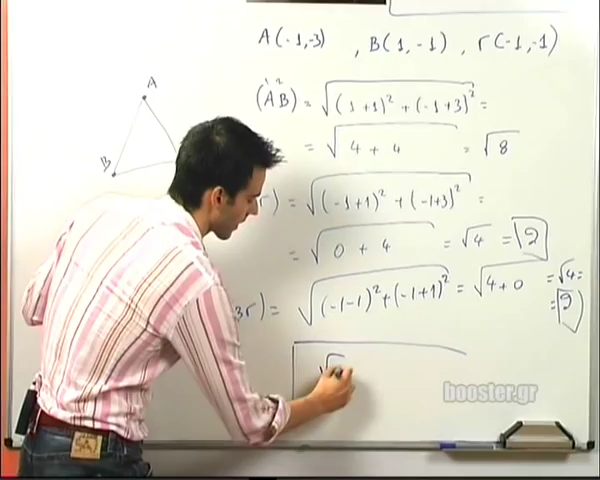 A(-1,-3) , B(1,-1) , Γ(-1,-1)
A
(AB) = √(1+1)² + (-1+3)² =
1 2
= √4 + 4 = √8
B
Γ) = √(-1+1)² + (-1+3)² =
= √0 + 4 = √4 = 2
Γ) = √(-1-1)² + (-1+1)² = √4+0 = √4 =
= 2
√
booster.gr